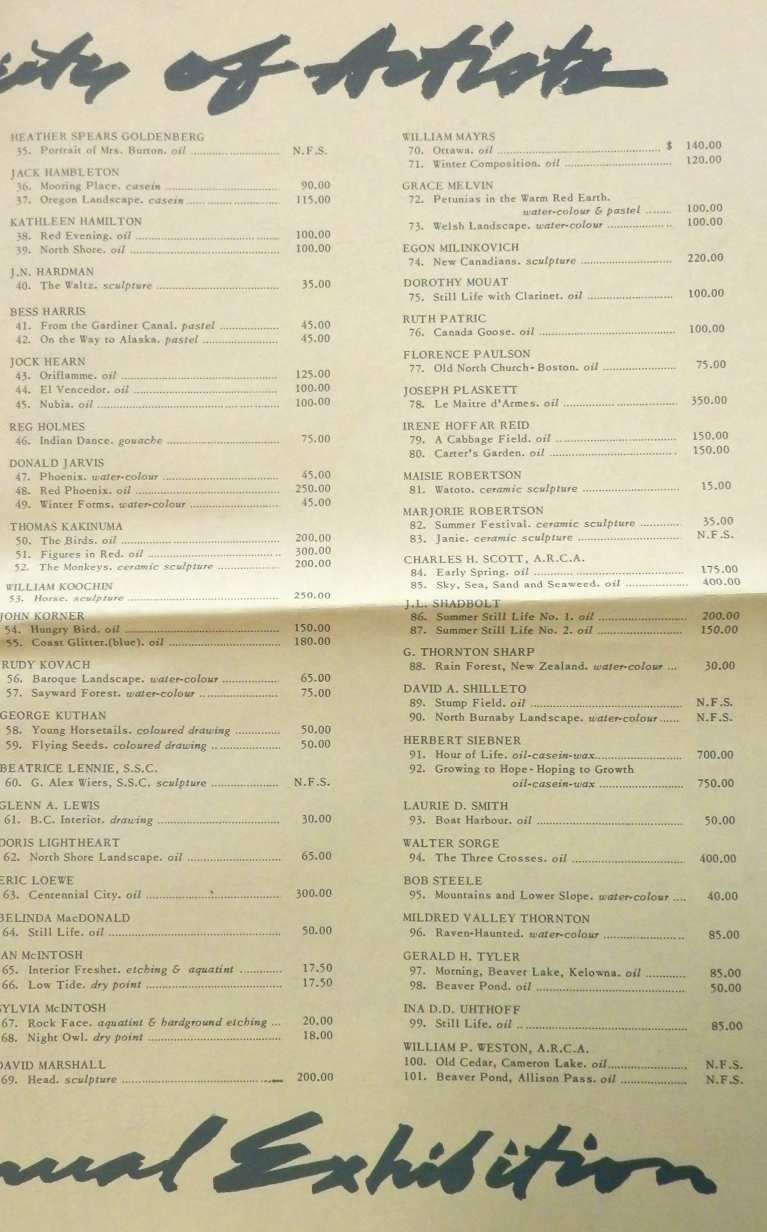 of Artists
HEATHER SPEARS GOLDENBERG
35. Portrait of Mrs. Burton. oil ............................ N.F.S.
JACK HAMBLETON
36. Mooring Place. casein ............................ 90.00
37. Oregon Landscape. casein ............................ 115.00
KATHLEEN HAMILTON
38. Red Evening. oil ............................ 100.00
39. North Shore. oil ............................ 100.00
J.N. HARDMAN
40. The Waltz. sculpture ............................ 35.00
BESS HARRIS
41. From the Gardiner Canal. pastel .................... 45.00
42. On the Way to Alaska. pastel .................... 45.00
JOCK HEARN
43. Oriflamme. oil ............................ 125.00
44. El Vencedor. oil ............................ 100.00
45. Nubia. oil ............................ 100.00
REG HOLMES
46. Indian Dance. gouache ............................ 75.00
DONALD JARVIS
47. Phoenix. water-colour ............................ 45.00
48. Red Phoenix. oil ............................ 250.00
49. Winter Forms. water-colour .................... 45.00
THOMAS KAKINUMA
50. The Birds. oil ............................ 200.00
51. Figures in Red. oil ............................ 300.00
52. The Monkeys. ceramic sculpture .................... 200.00
WILLIAM KOOCHIN
53. Horse. sculpture ............................ 250.00
JOHN KORNER
54. Hungry Bird. oil ............................ 150.00
55. Coast Glitter.(blue). oil ............................ 180.00
RUDY KOVACH
56. Baroque Landscape. water-colour .................... 65.00
57. Sayward Forest. water-colour .................... 75.00
GEORGE KUTHAN
58. Young Horsetails. coloured drawing ................ 50.00
59. Flying Seeds. coloured drawing .................... 50.00
BEATRICE LENNIE, S.S.C.
60. G. Alex Wiers, S.S.C. sculpture .................... N.F.S.
GLENN A. LEWIS
61. B.C. Interior. drawing ............................ 30.00
DORIS LIGHTHEART
62. North Shore Landscape. oil .................... 65.00
ERIC LOEWE
63. Centennial City. oil ............................ 300.00
BELINDA MacDONALD
64. Still Life. oil ............................ 50.00
IAN McINTOSH
65. Interior Freshet. etching & aquatint ............ 17.50
66. Low Tide. dry point ............................ 17.50
SYLVIA McINTOSH
67. Rock Face. aquatint & hardground etching ... 20.00
68. Night Owl. dry point ............................ 18.00
DAVID MARSHALL
69. Head. sculpture ............................ 200.00
WILLIAM MAYRS
70. Ottawa. oil ............................ $ 140.00
71. Winter Composition. oil ............................ 120.00
GRACE MELVIN
72. Petunias in the Warm Red Earth.
water-colour & pastel ....... 100.00
73. Welsh Landscape. water-colour .................... 100.00
EGON MILINKOVICH
74. New Canadians. sculpture ............................ 220.00
DOROTHY MOUAT
75. Still Life with Clarinet. oil ............................ 100.00
RUTH PATRIC
76. Canada Goose. oil ............................ 100.00
FLORENCE PAULSON
77. Old North Church-Boston. oil .................... 75.00
JOSEPH PLASKETT
78. Le Maitre d'Armes. oil ............................ 350.00
IRENE HOFFAR REID
79. A Cabbage Field. oil ............................ 150.00
80. Carter's Garden. oil ............................ 150.00
MAISIE ROBERTSON
81. Watoto. ceramic sculpture ............................ 15.00
MARJORIE ROBERTSON
82. Summer Festival. ceramic sculpture ............ 35.00
83. Janie. ceramic sculpture ............................ N.F.S.
CHARLES H. SCOTT, A.R.C.A.
84. Early Spring. oil ............................ 175.00
85. Sky, Sea, Sand and Seaweed. oil .................... 400.00
J.L. SHADBOLT
86. Summer Still Life No. 1. oil .................... 200.00
87. Summer Still Life No. 2. oil .................... 150.00
G. THORNTON SHARP
88. Rain Forest, New Zealand. water-colour ... 30.00
DAVID A. SHILLETO
89. Stump Field. oil ............................ N.F.S.
90. North Burnaby Landscape. water-colour...... N.F.S.
HERBERT SIEBNER
91. Hour of Life. oil-casein-wax........................ 700.00
92. Growing to Hope-Hoping to Growth
oil-casein-wax .................... 750.00
LAURIE D. SMITH
93. Boat Harbour. oil ............................ 50.00
WALTER SORGE
94. The Three Crosses. oil ............................ 400.00
BOB STEELE
95. Mountains and Lower Slope. water-colour .... 40.00
MILDRED VALLEY THORNTON
96. Raven-Haunted. water-colour .................... 85.00
GERALD H. TYLER
97. Morning, Beaver Lake, Kelowna. oil ............ 85.00
98. Beaver Pond. oil ............................ 50.00
INA D.D. UHTHOFF
99. Still Life. oil ............................ 85.00
WILLIAM P. WESTON, A.R.C.A.
100. Old Cedar, Cameron Lake. oil........................ N.F.S.
101. Beaver Pond, Allison Pass. oil .................... N.F.S.
Exhibition